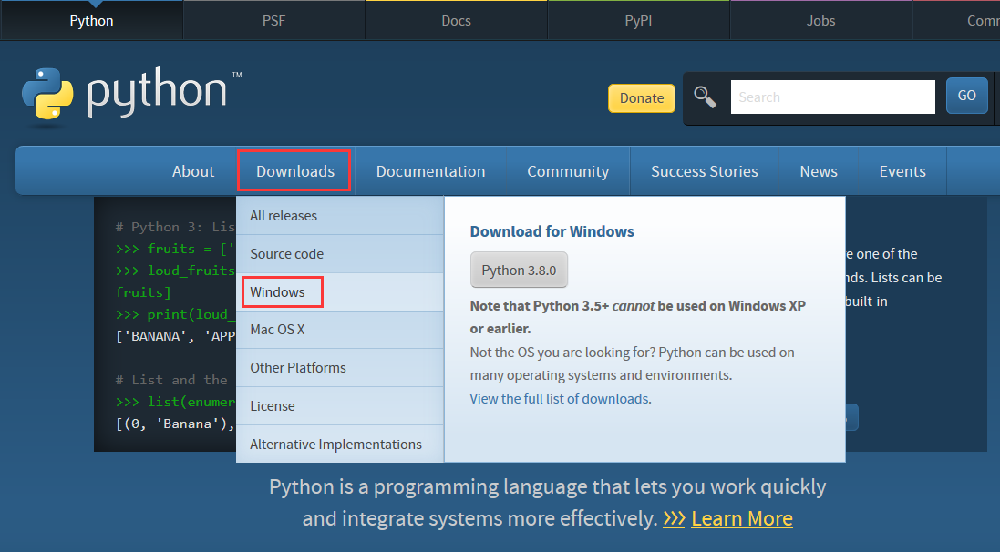 Python
PSF
Docs
PyPI
Jobs
python™
Donate
Search
GO
About
Downloads
Documentation
Community
Success Stories
News
Events
# Python 3: Lis
>>> fruits = ['
>>> loud_fruits
fruits]
>>> print(loud_
['BANANA', 'APP
# List and the
>>> list(enumer
[(0, 'Banana'),
All releases
Source code
Windows
Mac OS X
Other Platforms
License
Alternative Implementations
Download for Windows
Python 3.8.0
Note that Python 3.5+ cannot be used on Windows XP
or earlier.
Not the OS you are looking for? Python can be used on
many operating systems and environments.
View the full list of downloads.
re one of the
nds. Lists can be
built-in
Python is a programming language that lets you work quickly
and integrate systems more effectively. >>> Learn More